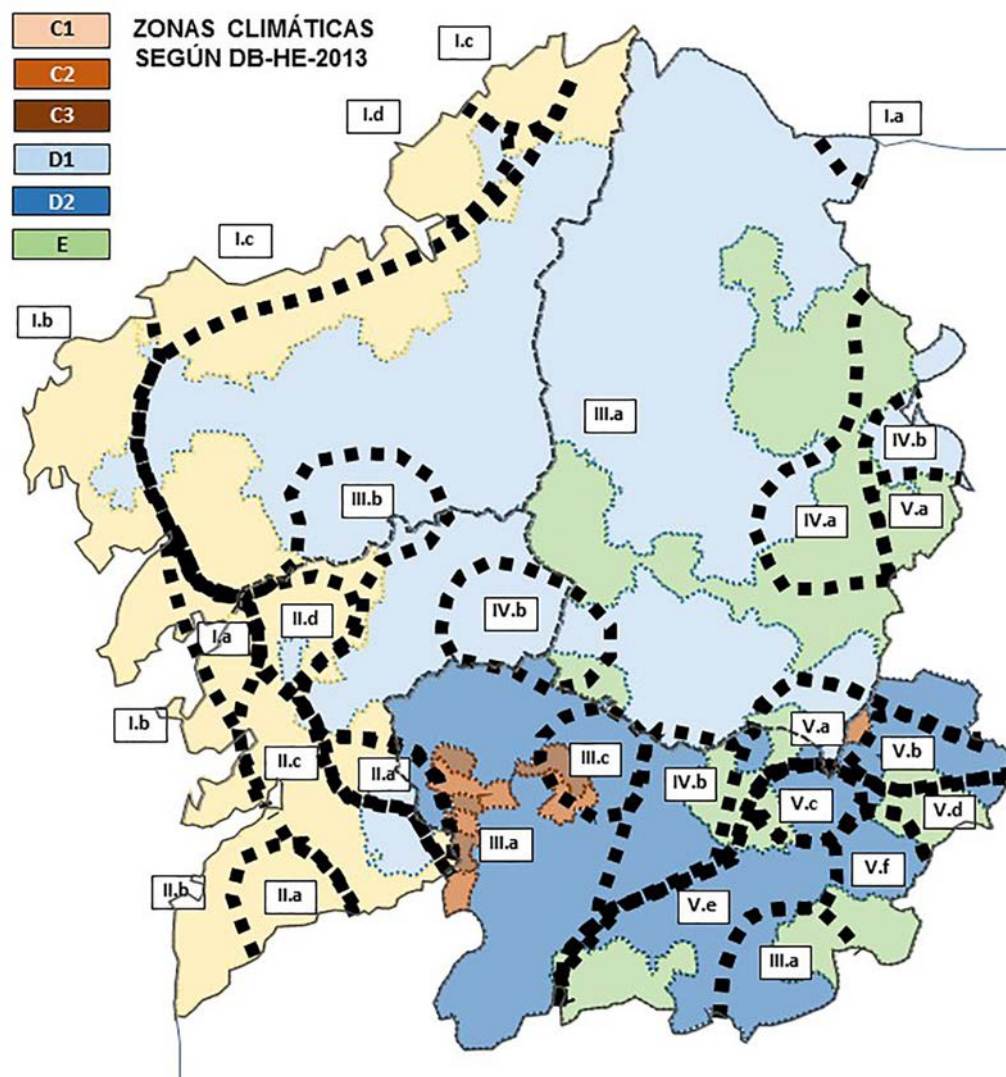 C1
ZONAS CLIMÁTICAS
SEGÚN DB-HE-2013
I.c
C2
C3
I.d
I.a
D1
D2
E
I.c
I.b
III.a
IV.b
III.b
IV.a
V.a
IV.b
II.d
I.a
I.b
V.a
II.c
II.a
III.c
V.b
IV.b
V.c
V.d
III.a
V.f
II.b
II.a
V.e
III.a